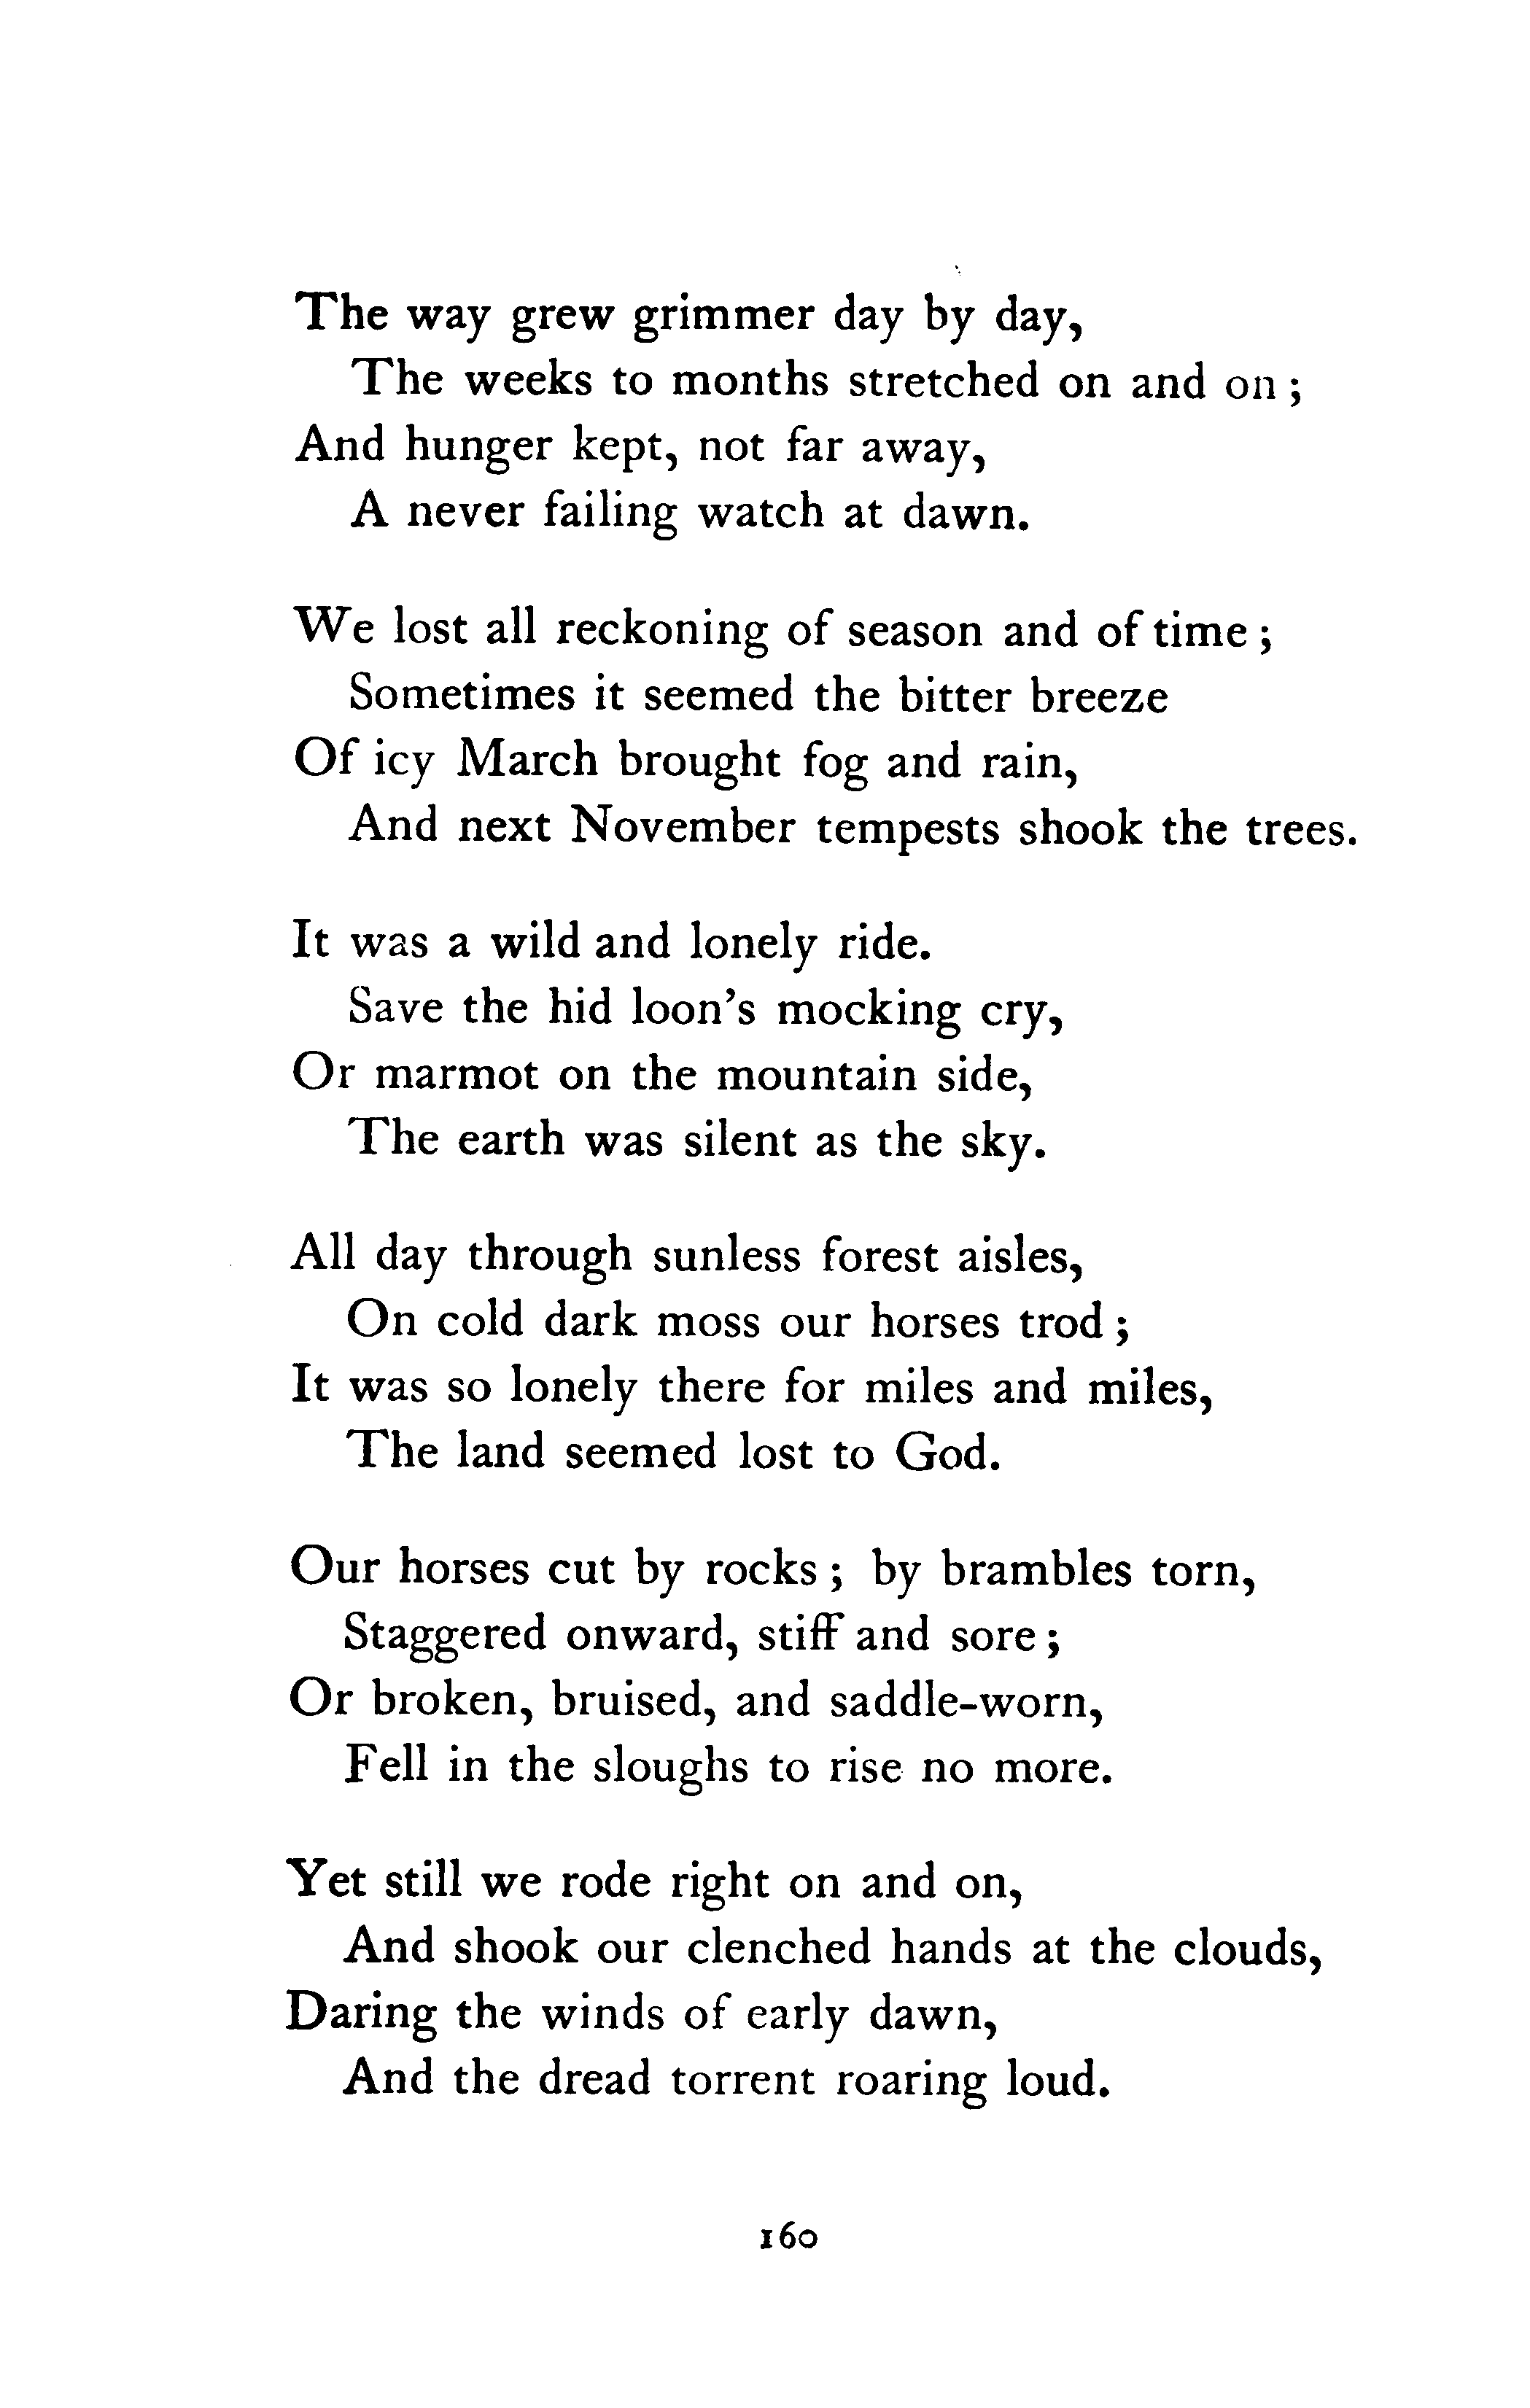 The way grew grimmer day by day,
The weeks to months stretched on and on ;
And hunger kept, not far away,
A never failing watch at dawn.

We lost all reckoning of season and of time ;
Sometimes it seemed the bitter breeze
Of icy March brought fog and rain,
And next November tempests shook the trees.

It was a wild and lonely ride.
Save the hid loon's mocking cry,
Or marmot on the mountain side,
The earth was silent as the sky.

All day through sunless forest aisles,
On cold dark moss our horses trod ;
It was so lonely there for miles and miles,
The land seemed lost to God.

Our horses cut by rocks ; by brambles torn,
Staggered onward, stiff and sore ;
Or broken, bruised, and saddle-worn,
Fell in the sloughs to rise no more.

Yet still we rode right on and on,
And shook our clenched hands at the clouds,
Daring the winds of early dawn,
And the dread torrent roaring loud.

160